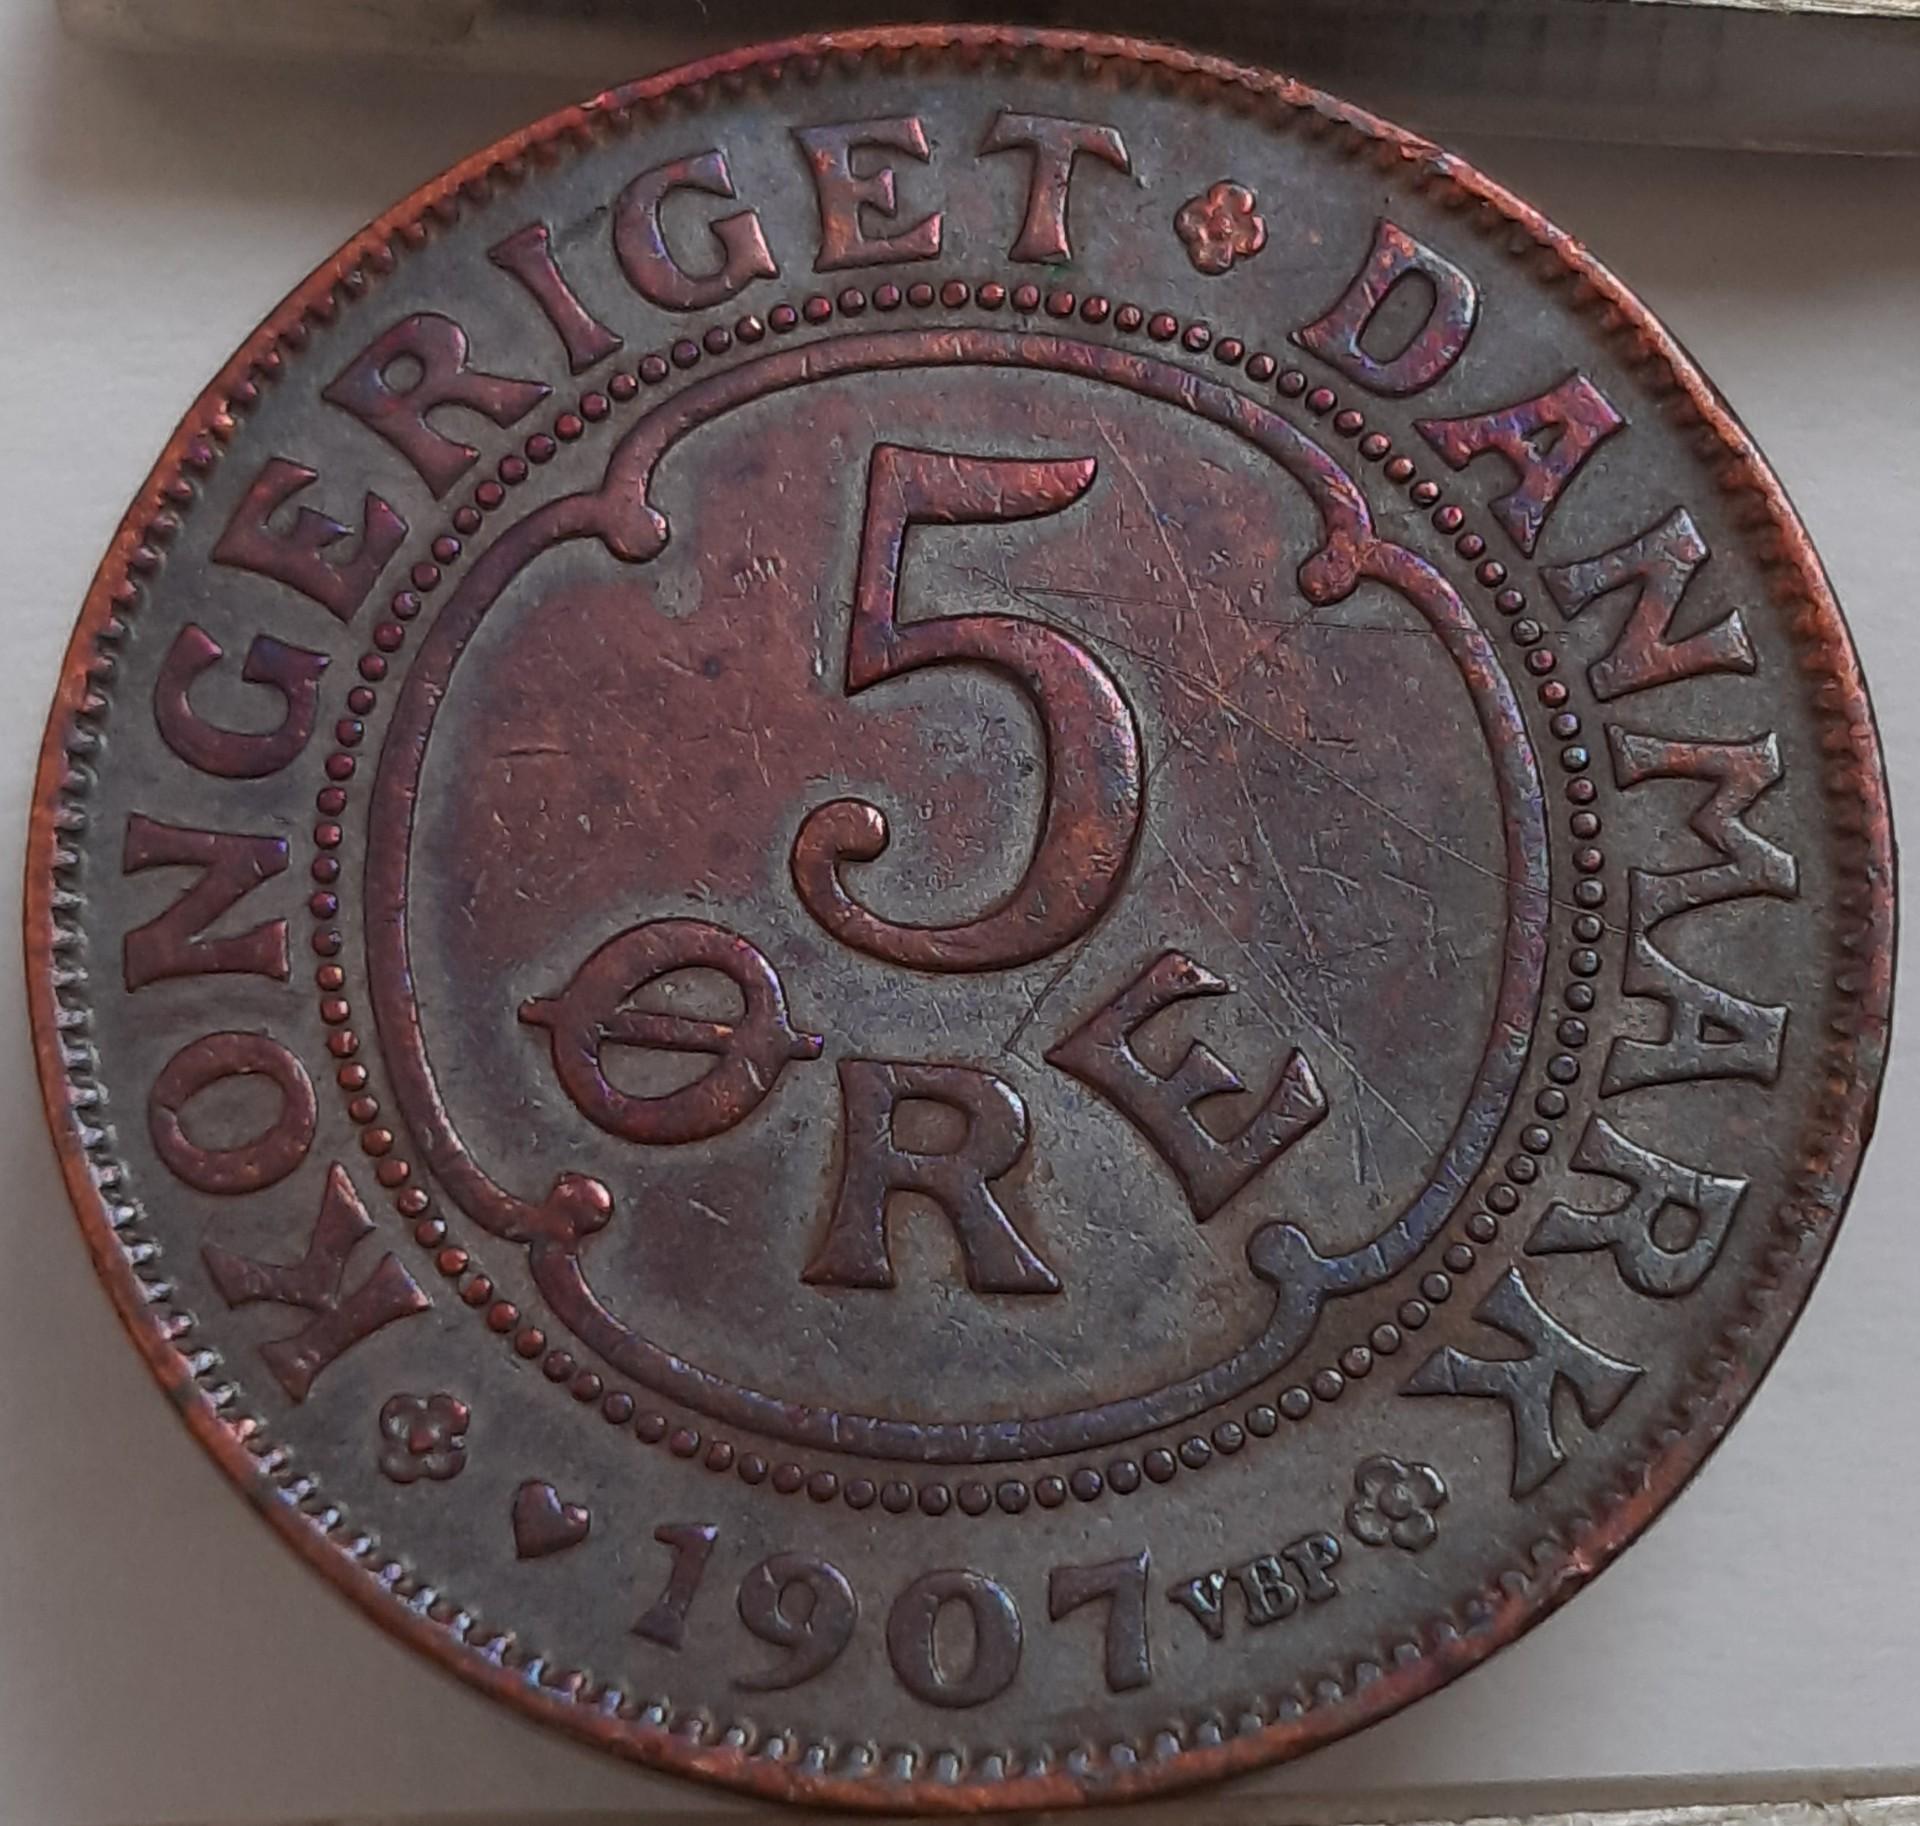 KONGERIGET DANMARK
5
ØRE
1907 VBP